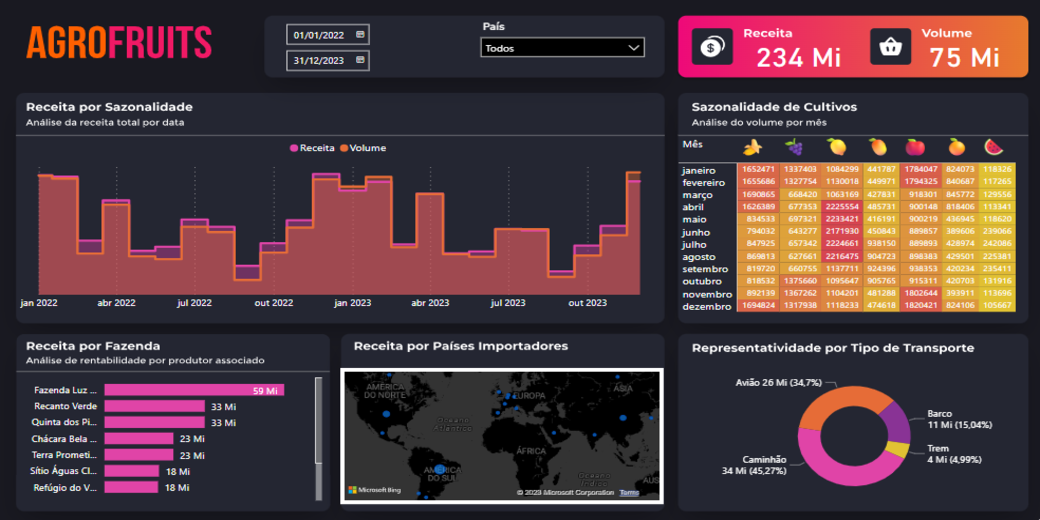 AGROFRUITS
01/01/2022
31/12/2023
País
Todos
Receita
234 Mi
Volume
75 Mi
Receita por Sazonalidade
Análise da receita total por data
Receita Volume
jan 2022 abr 2022 jul 2022 out 2022 jan 2023 abr 2023 jul 2023 out 2023
Sazonalidade de Cultivos
Análise do volume por mês
Mês
janeiro 1652471 1337403 1084299 441787 1784047 824073 118326
fevereiro 1655686 1327754 1130018 449971 1794325 840687 117265
março 1690865 668420 1063169 427831 918301 845772 129556
abril 1626389 677353 2225554 485731 900148 818406 113341
maio 834533 697321 2233421 416191 900219 436945 118620
junho 794032 643277 2171930 450843 889857 389606 239066
julho 847925 657342 2224661 938150 889893 428974 242086
agosto 869813 627661 2216475 904723 898383 429501 225381
setembro 819720 660755 1137711 924396 938353 420234 235411
outubro 818532 1375660 1095647 905765 915311 420703 131916
novembro 892139 1367262 1104201 481288 1802644 393911 113696
dezembro 1694824 1317938 1118233 474618 1820421 824106 105667
Receita por Fazenda
Análise de rentabilidade por produtor associado
Fazenda Luz ... 59 Mi
Recanto Verde 33 Mi
Quinta dos Pi... 33 Mi
Chácara Bela ... 23 Mi
Terra Prometi... 23 Mi
Sítio Águas Cl... 18 Mi
Refúgio do V... 18 Mi
Receita por Países Importadores
AMÉRICA
DO NORTE
EUROPA
ÁSIA
Oceano
Atlântico
ÁFRICA
AMÉRICA
DO SUL
Oceano
Índico
AUS
Microsoft Bing
© 2023 Microsoft Corporation Terms
Representatividade por Tipo de Transporte
Avião 26 Mi (34,7%)
Barco
11 Mi (15,04%)
Trem
4 Mi (4,99%)
Caminhão
34 Mi (45,27%)